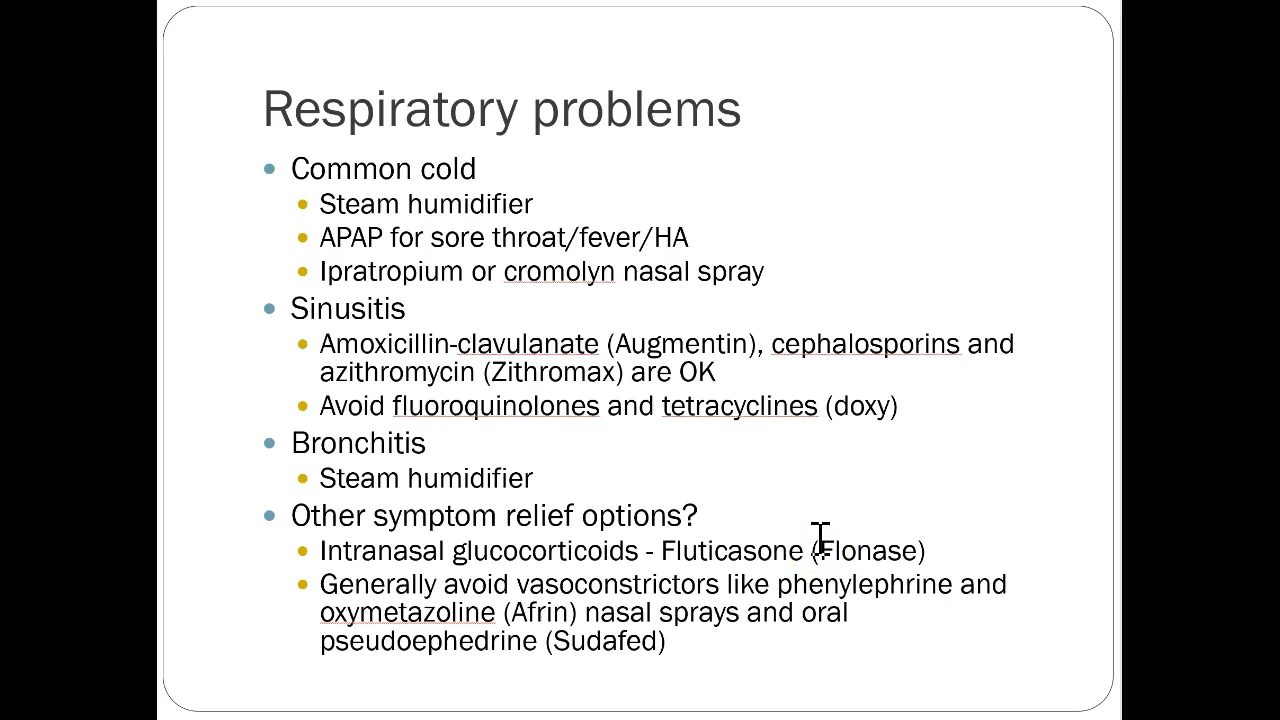 Respiratory problems
Common cold
Steam humidifier
APAP for sore throat/fever/HA
Ipratropium or cromolyn nasal spray
Sinusitis
Amoxicillin-clavulanate (Augmentin), cephalosporins and
azithromycin (Zithromax) are OK
Avoid fluoroquinolones and tetracyclines (doxy)
Bronchitis
Steam humidifier
Other symptom relief options?
Intranasal glucocorticoids - Fluticasone (Flonase)
Generally avoid vasoconstrictors like phenylephrine and
oxymetazoline (Afrin) nasal sprays and oral
pseudoephedrine (Sudafed)